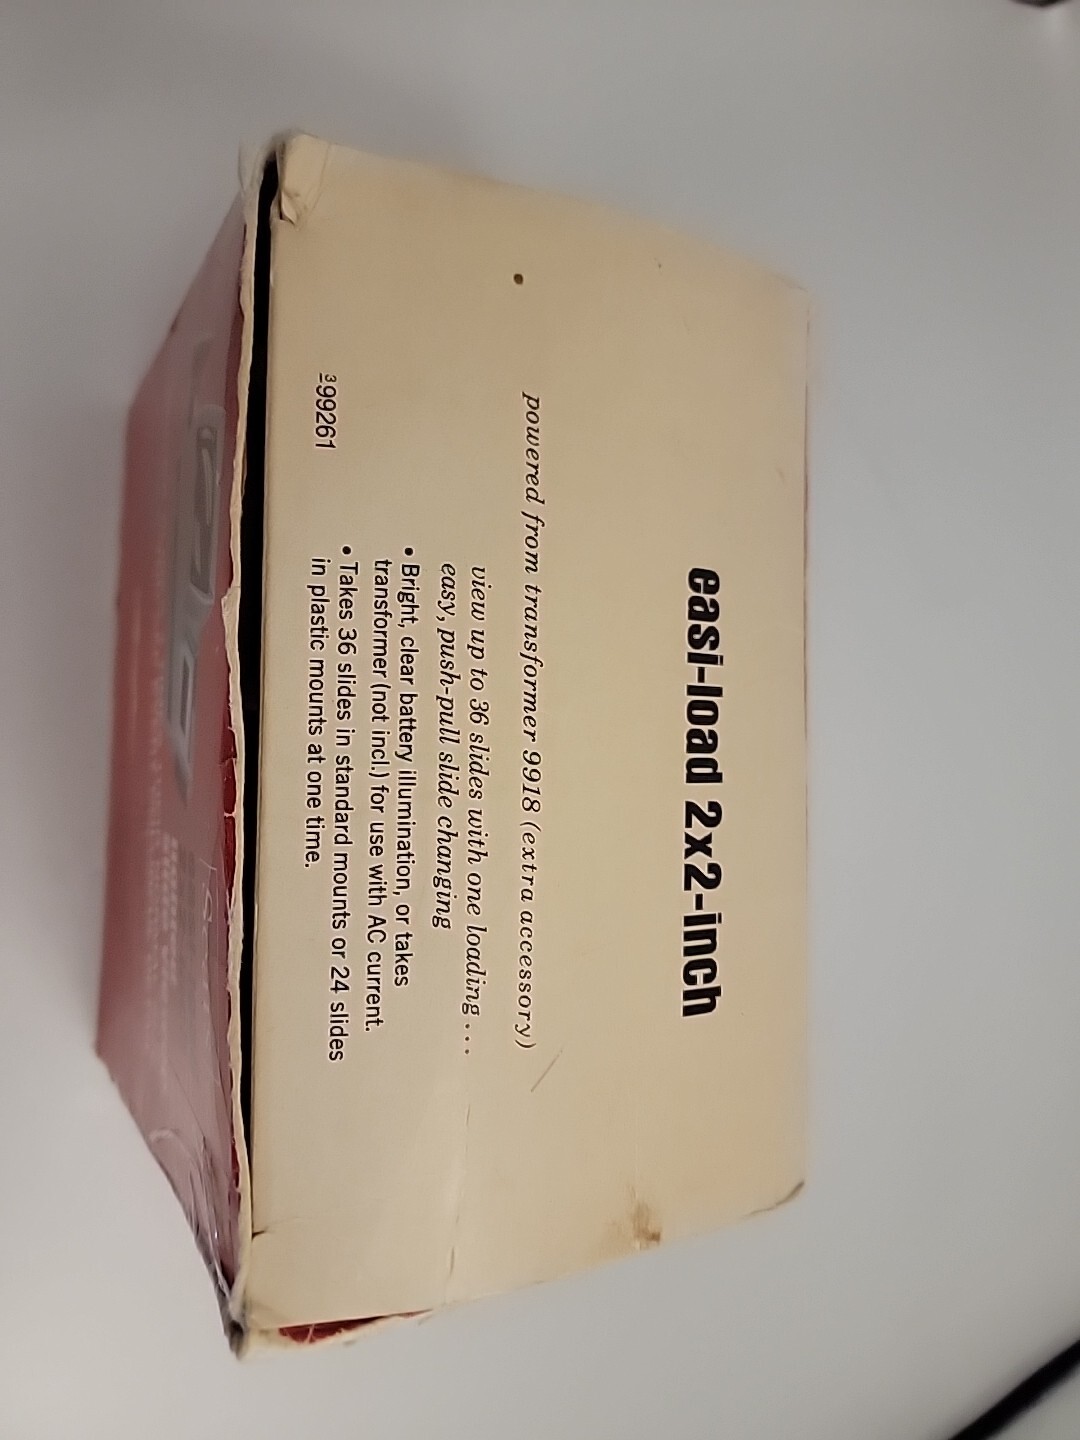 easi-load 2x2-inch
powered from transformer 9918 (extra accessory)
view up to 36 slides with one loading...
easy, push-pull slide changing
• Bright, clear battery illumination, or takes
transformer (not incl.) for use with AC current.
• Takes 36 slides in standard mounts or 24 slides
in plastic mounts at one time.
³99261